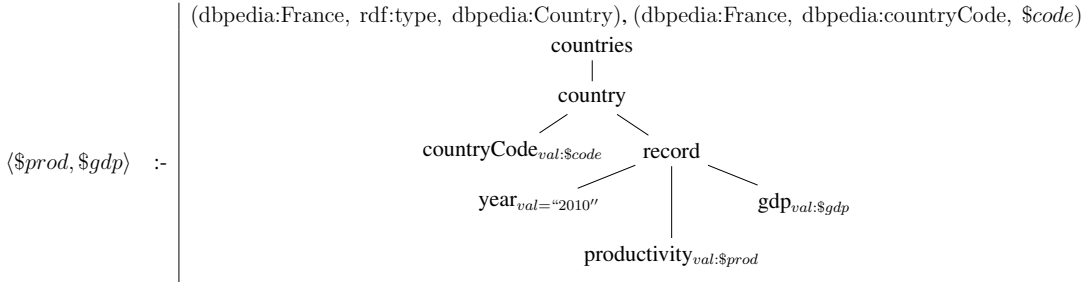 (dbpedia:France, rdf:type, dbpedia:Country), (dbpedia:France, dbpedia:countryCode, $code)
countries
country
countryCode val:$code record
⟨$prod, $gdp⟩ :-
year val=“2010″ gdp val:$gdp
productivity val:$prod